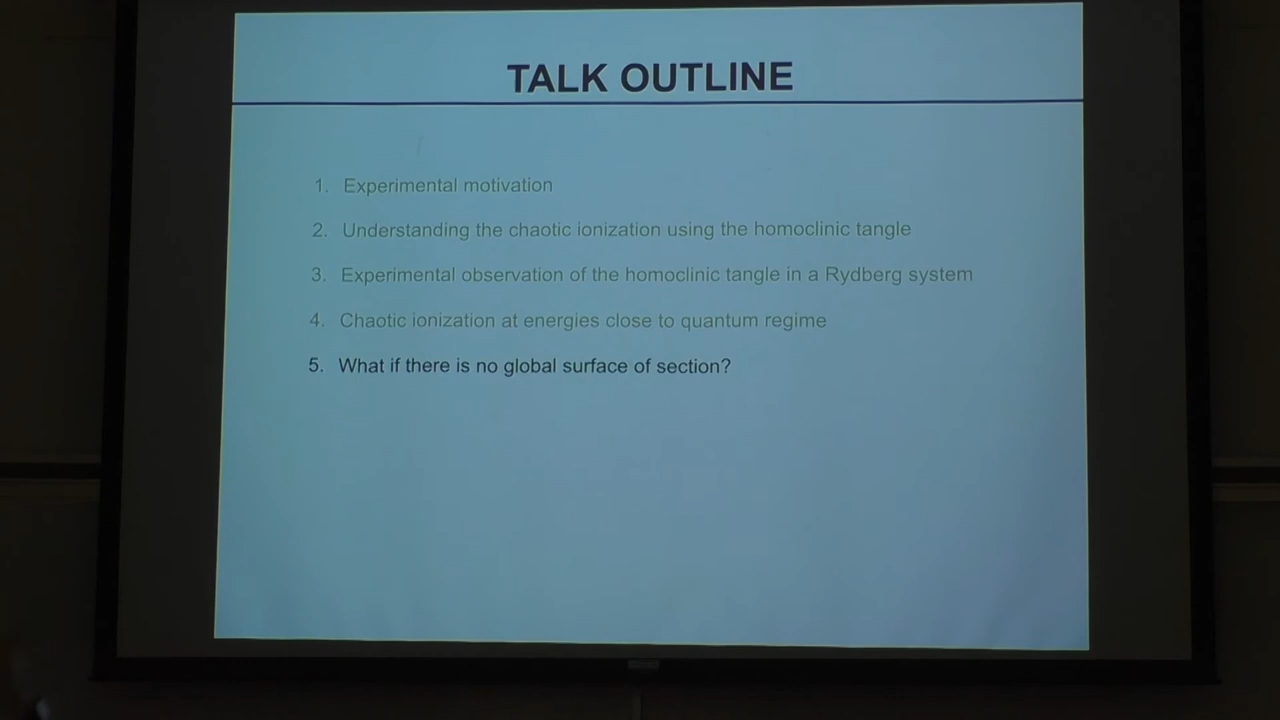 TALK OUTLINE
1. Experimental motivation
2. Understanding the chaotic ionization using the homoclinic tangle
3. Experimental observation of the homoclinic tangle in a Rydberg system
4. Chaotic ionization at energies close to quantum regime
5. What if there is no global surface of section?